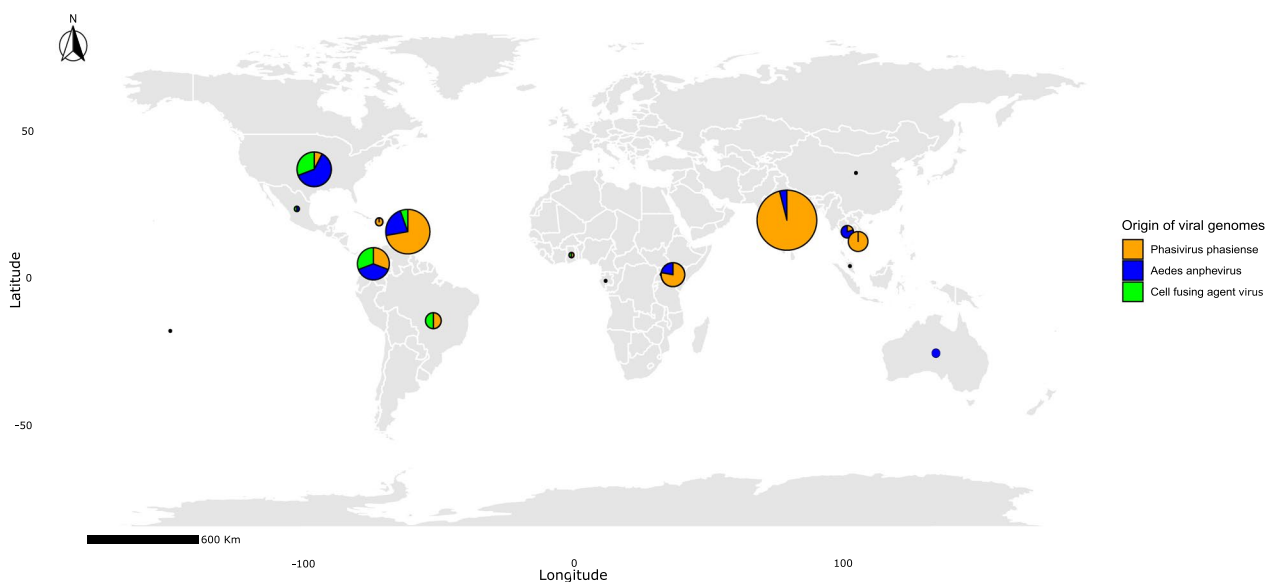 N
50
0
-50
Latitude
Origin of viral genomes
Phasivirus phasiense
Aedes anphevirus
Cell fusing agent virus
600 Km
-100
0
100
Longitude